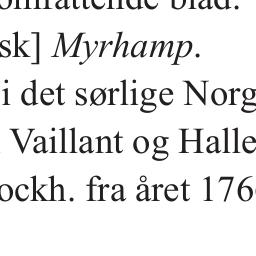 omfattende blad.
sk] Myrhamp.
i det sørlige Norg
Vaillant og Halle
ockh. fra året 176